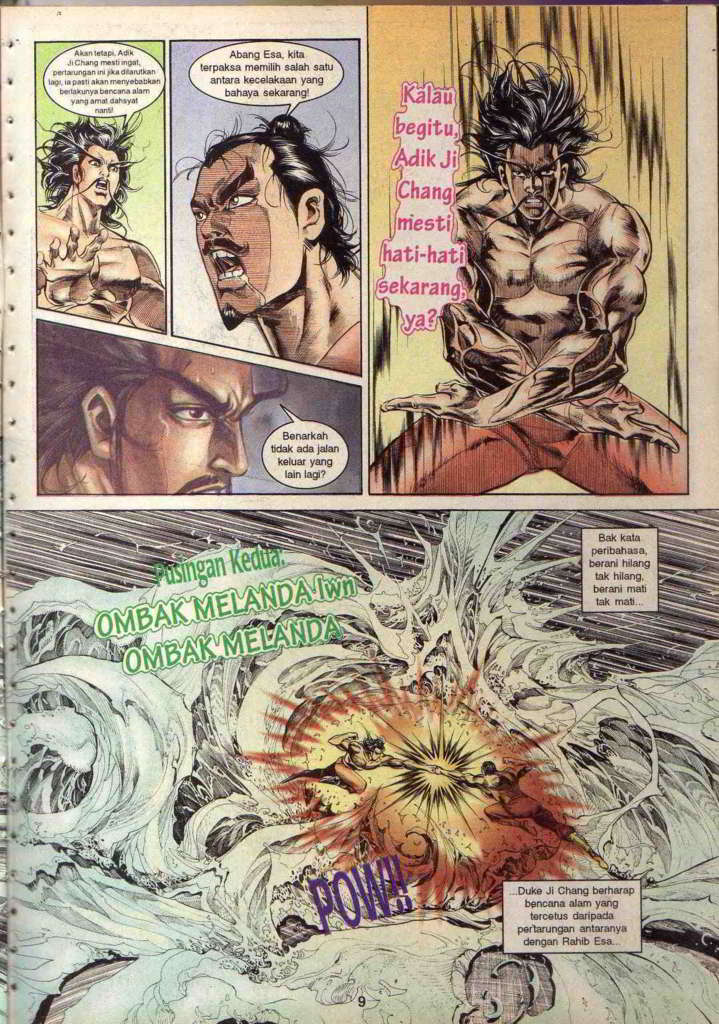 Akan tetapi, Adik
Ji Chang mesti ingat,
pertarungan ini jika dilarutkan
lagi, ia pasti akan menyebabkan
berlakunya bencana alam
yang amat dahsyat
nanti!
Abang Esa, kita
terpaksa memilih salah satu
antara kecelakaan yang
bahaya sekarang!
Kalau
begitu,
Adik Ji
Chang
mesti
hati-hati
sekarang,
ya?
Benarkah
tidak ada jalan
keluar yang
lain lagi?
Pusingan Kedua:
OMBAK MELANDA lwn
OMBAK MELANDA
Bak kata
peribahasa,
berani hilang
tak hilang,
berani mati
tak mati...
POW!!
...Duke Ji Chang berharap
bencana alam yang
tercetus daripada
pertarungan antaranya
dengan Rahib Esa...
9